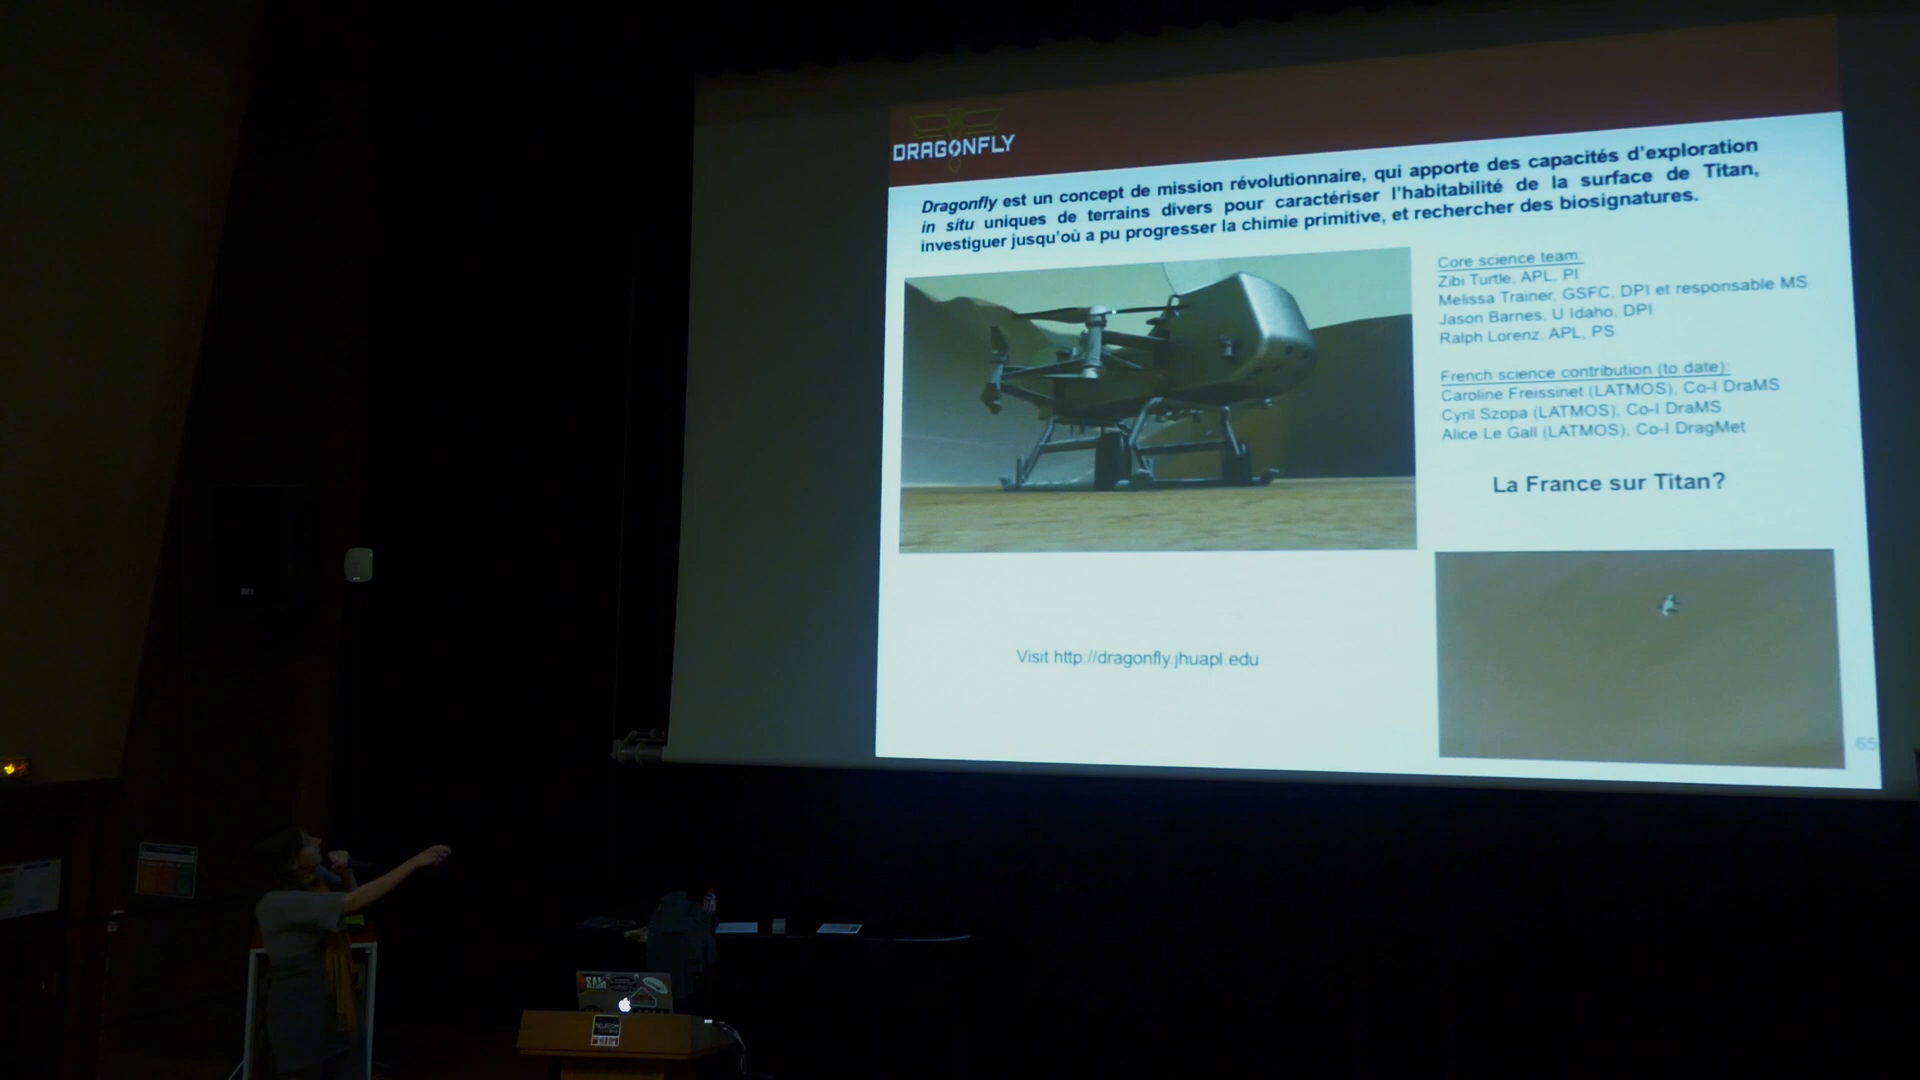 DRAGONFLY
Dragonfly est un concept de mission révolutionnaire, qui apporte des capacités d'exploration
in situ uniques de terrains divers pour caractériser l'habitabilité de la surface de Titan,
investiguer jusqu'où a pu progresser la chimie primitive, et rechercher des biosignatures.
Core science team:
Zibi Turtle, APL, PI
Melissa Trainer, GSFC, DPI et responsable MS
Jason Barnes, U Idaho, DPI
Ralph Lorenz, APL, PS
French science contribution (to date):
Caroline Freissinet (LATMOS), Co-I DraMS
Cyril Szopa (LATMOS), Co-I DraMS
Alice Le Gall (LATMOS), Co-I DragMet
La France sur Titan?
Visit http://dragonfly.jhuapl.edu
65
SAM
TELECOM